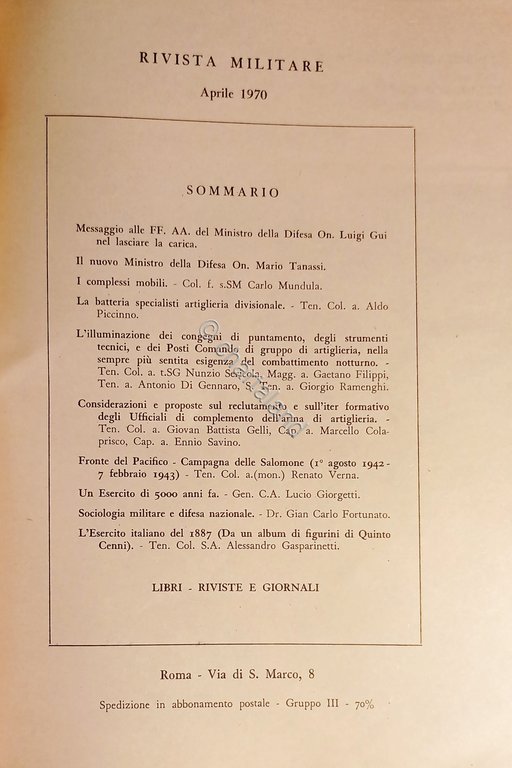 RIVISTA MILITARE
Aprile 1970
SOMMARIO
Messaggio alle FF. AA. del Ministro della Difesa On. Luigi Gui
nel lasciare la carica.
Il nuovo Ministro della Difesa On. Mario Tanassi.
I complessi mobili. - Col. f. s.SM Carlo Mundula.
La batteria specialisti artiglieria divisionale. - Ten. Col. a. Aldo
Piccinno.
L'illuminazione dei congegni di puntamento, degli strumenti
tecnici, e dei Posti Comando di gruppo di artiglieria, nella
sempre più sentita esigenza del combattimento notturno. -
Ten. Col. a. t.SG Nunzio Magg. a. Gaetano Filippi,
Ten. a. Antonio Di Gennaro, S. Ten. a. Giorgio Ramenghi.
Considerazioni e proposte sul reclutamento e sull'iter formativo
degli Ufficiali di complemento dell'arma di artiglieria. -
Ten. Col. a. Giovan Battista Gelli, Cap. a. Marcello Cola-
prisco, Cap. a. Ennio Savino.
Fronte del Pacifico - Campagna delle Salomone (1° agosto 1942-
7 febbraio 1943) - Ten. Col. a.(mon.) Renato Verna.
Un Esercito di 5000 anni fa. - Gen. C.A. Lucio Giorgetti.
Sociologia militare e difesa nazionale. - Dr. Gian Carlo Fortunato.
L'Esercito italiano del 1887 (Da un album di figurini di Quinto
Cenni). - Ten. Col. S.A. Alessandro Gasparinetti.
LIBRI - RIVISTE E GIORNALI
Roma - Via di S. Marco, 8
Spedizione in abbonamento postale - Gruppo III - 70%